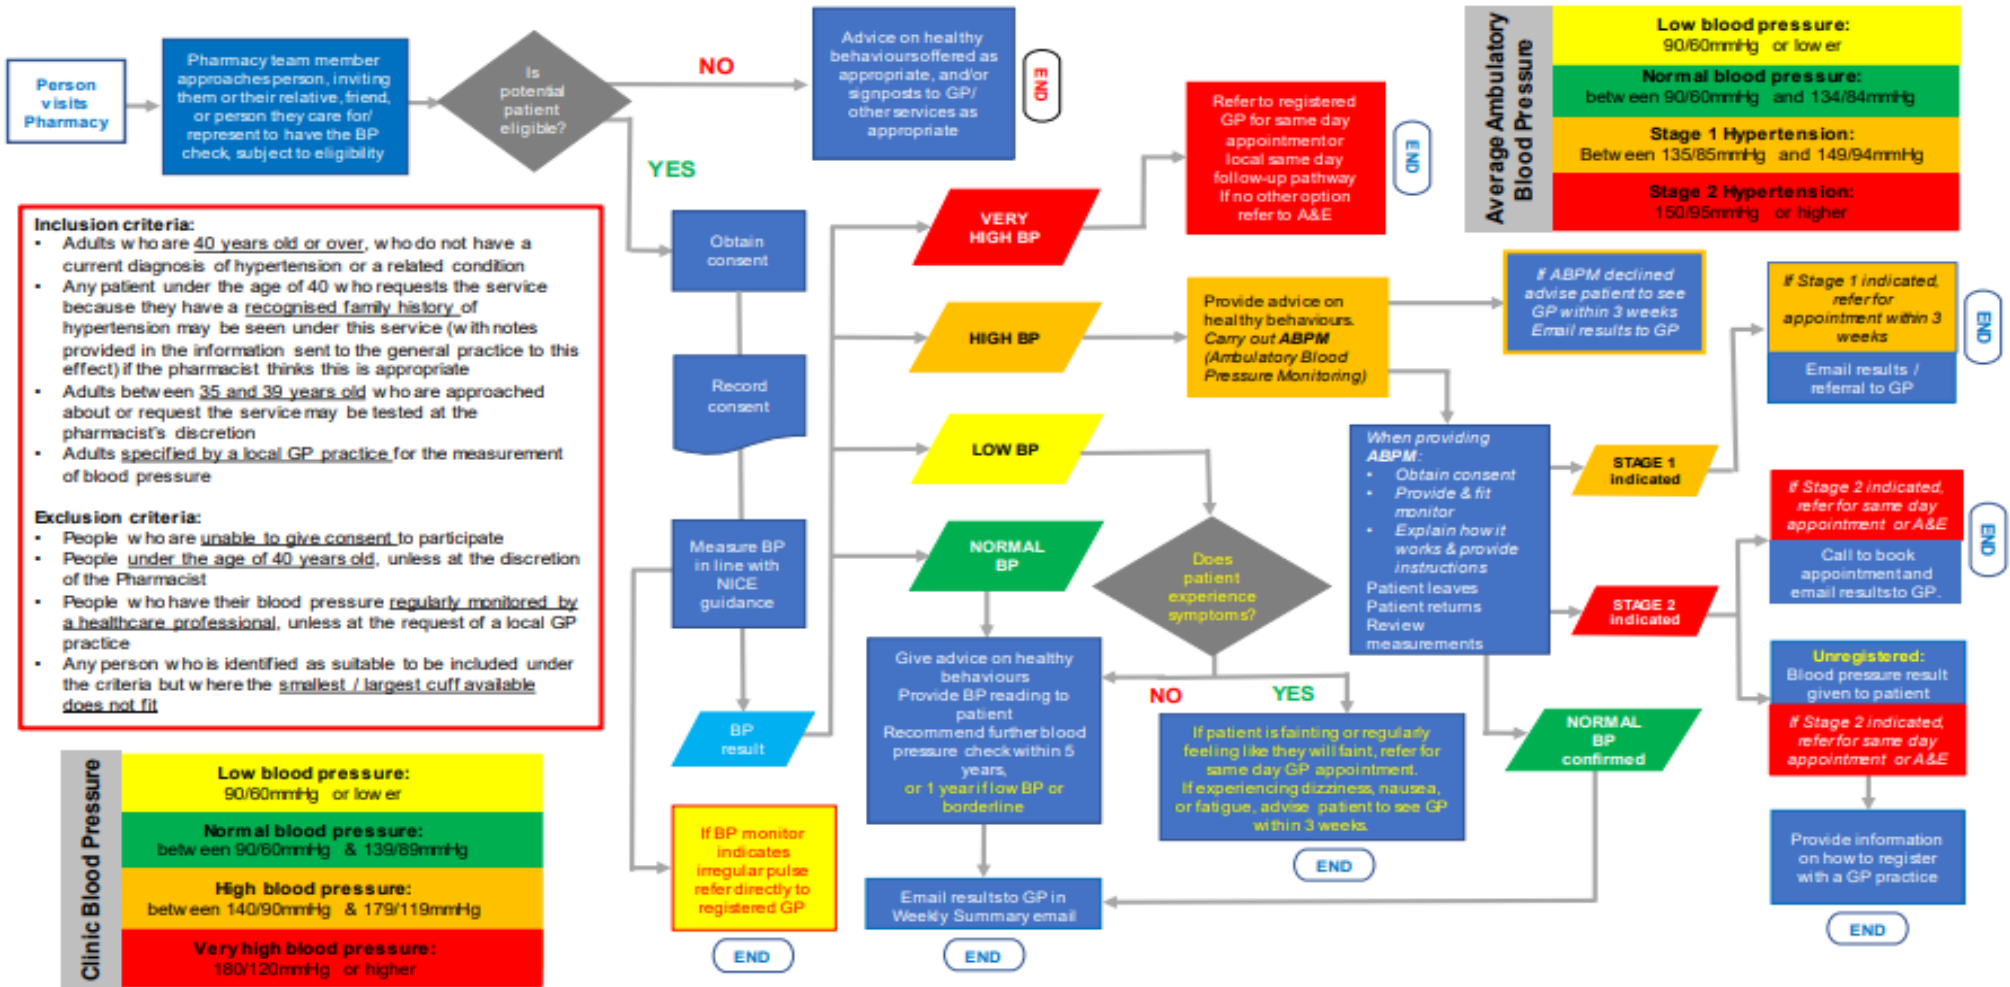 Person
visits
Pharmacy
Pharmacy team member
approaches person, inviting
them or their relative, friend,
or person they care for/
represent to have the BP
check, subject to eligibility
Is
potential
patient
eligible?
NO
Advice on healthy
behaviours offered as
appropriate, and/or
signposts to GP/
other services as
appropriate
END
YES
Inclusion criteria:
• Adults who are 40 years old or over, who do not have a
current diagnosis of hypertension or a related condition
• Any patient under the age of 40 who requests the service
because they have a recognised family history of
hypertension may be seen under this service (with notes
provided in the information sent to the general practice to this
effect) if the pharmacist thinks this is appropriate
• Adults between 35 and 39 years old who are approached
about or request the service may be tested at the
pharmacist's discretion
• Adults specified by a local GP practice for the measurement
of blood pressure
Exclusion criteria:
• People who are unable to give consent to participate
• People under the age of 40 years old, unless at the discretion
of the Pharmacist
• People who have their blood pressure regularly monitored by
a healthcare professional, unless at the request of a local GP
practice
• Any person who is identified as suitable to be included under
the criteria but where the smallest / largest cuff available
does not fit
Clinic Blood Pressure
Low blood pressure:
90/60mmHg or lower
Normal blood pressure:
between 90/60mmHg & 139/89mmHg
High blood pressure:
between 140/90mmHg & 179/119mmHg
Very high blood pressure:
180/120mmHg or higher
Obtain
consent
Record
consent
Measure BP
in line with
NICE
guidance
BP
result
If BP monitor
indicates
irregular pulse
refer directly to
registered GP
END
VERY
HIGH BP
Refer to registered
GP for same day
appointment or
local same day
follow-up pathway
If no other option
refer to A&E
END
HIGH BP
Provide advice on
healthy behaviours.
Carry out ABPM
(Ambulatory Blood
Pressure Monitoring)
If ABPM declined
advise patient to see
GP within 3 weeks
Email results to GP
LOW BP
Does
patient
experience
symptoms?
NO
YES
If patient is fainting or regularly
feeling like they will faint, refer for
same day GP appointment.
If experiencing dizziness, nausea,
or fatigue, advise patient to see GP
within 3 weeks.
END
NORMAL
BP
Give advice on healthy
behaviours
Provide BP reading to
patient
Recommend further blood
pressure check within 5
years,
or 1 year if low BP or
borderline
Email results to GP in
Weekly Summary email
END
When providing
ABPM:
• Obtain consent
• Provide & fit
monitor
• Explain how it
works & provide
instructions
Patient leaves
Patient returns
Review
measurements
NORMAL
BP
confirmed
STAGE 1
indicated
If Stage 1 indicated,
refer for
appointment within 3
weeks
Email results /
referral to GP
END
STAGE 2
indicated
If Stage 2 indicated,
refer for same day
appointment or A&E
Call to book
appointment and
email results to GP.
END
Unregistered:
Blood pressure result
given to patient
If Stage 2 indicated,
refer for same day
appointment or A&E
Provide information
on how to register
with a GP practice
END
Average Ambulatory
Blood Pressure
Low blood pressure:
90/60mmHg or lower
Normal blood pressure:
between 90/60mmHg and 134/84mmHg
Stage 1 Hypertension:
Between 135/85mmHg and 149/94mmHg
Stage 2 Hypertension:
150/95mmHg or higher